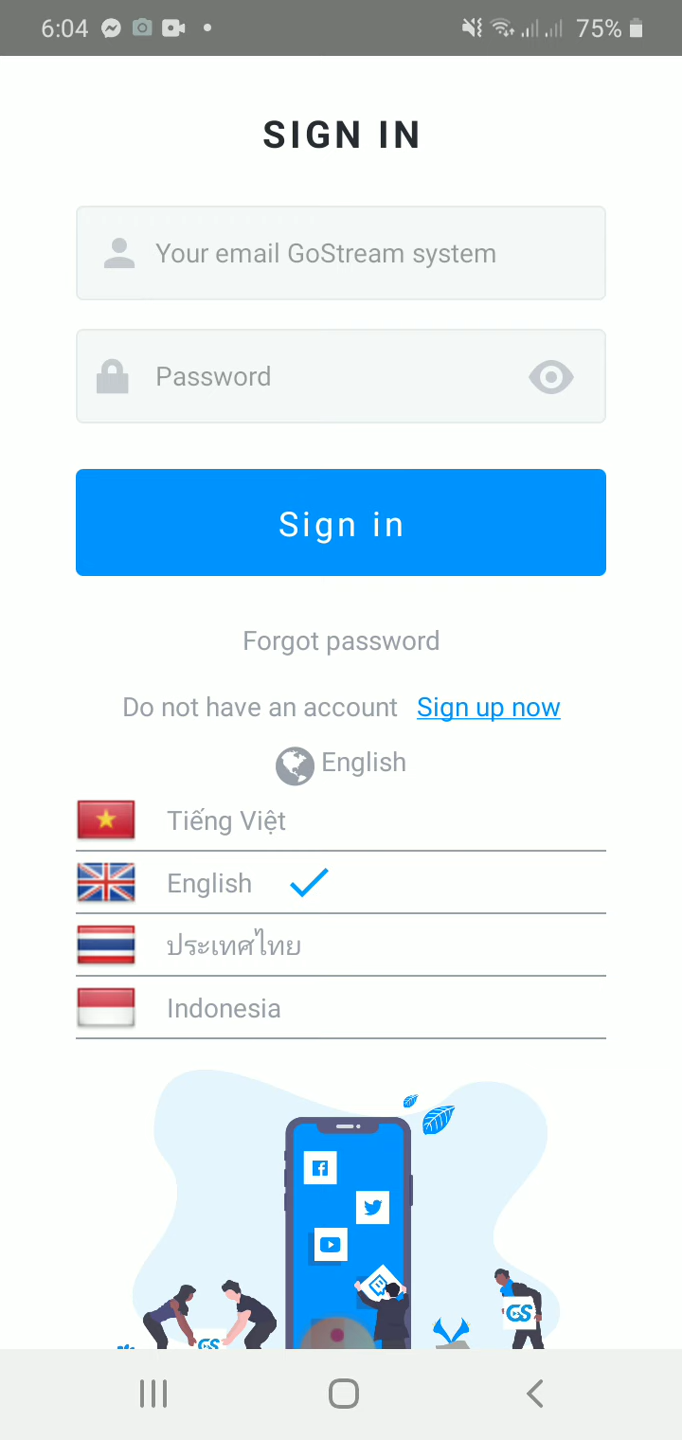 6:04 75%
SIGN IN
Your email GoStream system
Password
Sign in
Forgot password
Do not have an account Sign up now
English
Tiếng Việt
English
ประเทศไทย
Indonesia
GS
GS